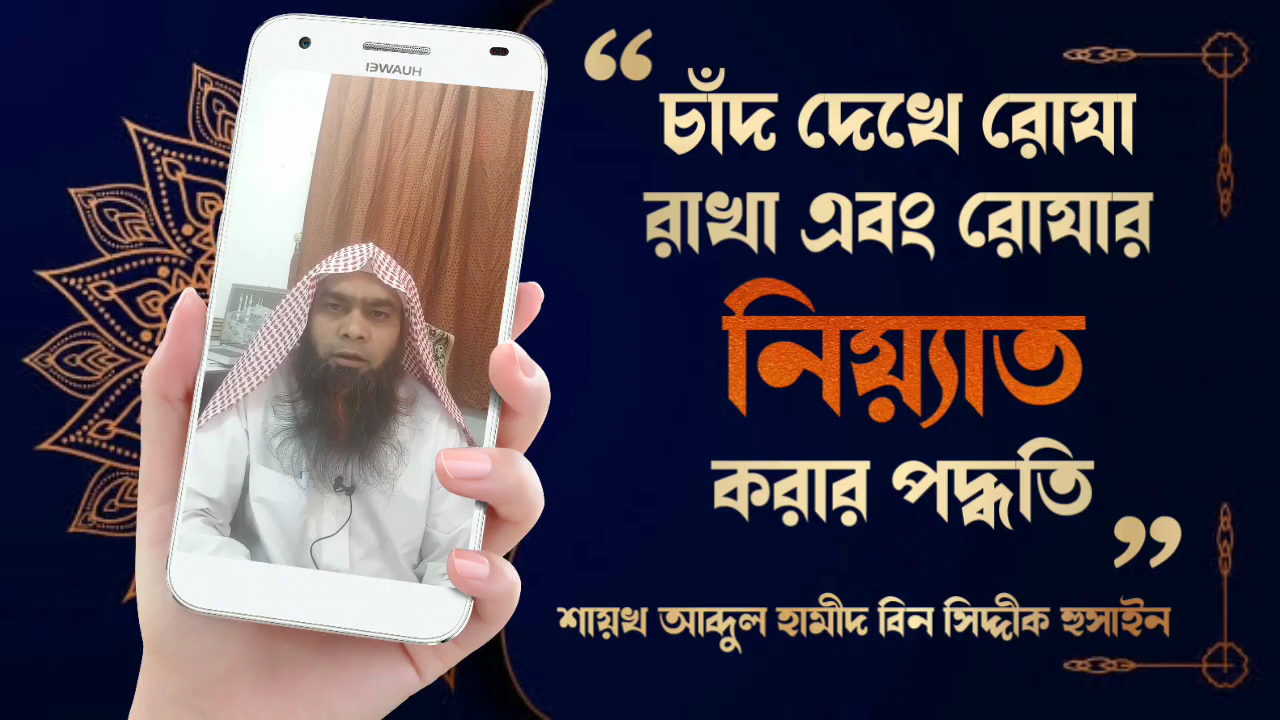 HUAWEI
“চাঁদ দেখে রোযা
রাখা এবং রোযার
নিয়্যাত
করার পদ্ধতি”
শায়খ আব্দুল হামীদ বিন সিদ্দীক হুসাইন